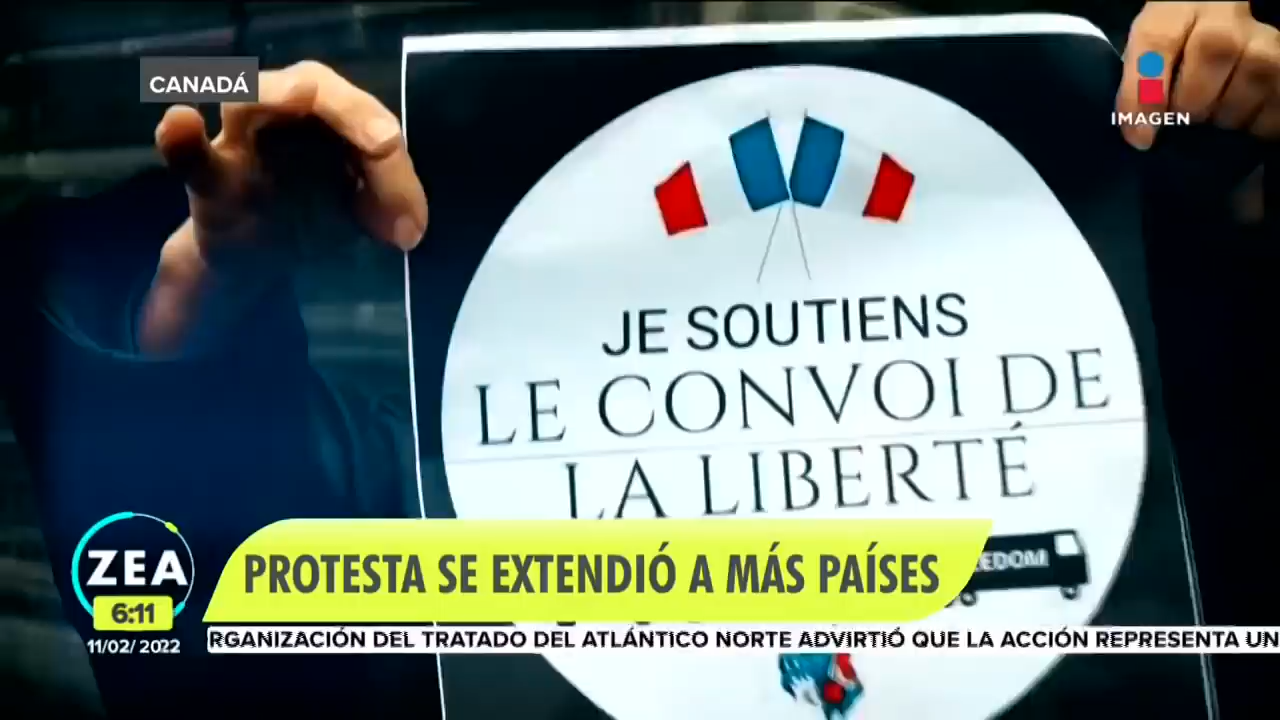 CANADÁ
IMAGEN
JE SOUTIENS
LE CONVOI DE
LA LIBERTÉ
ZEA
PROTESTA SE EXTENDIÓ A MÁS PAÍSES
6:11
11/02/ 2022
RGANIZACIÓN DEL TRATADO DEL ATLÁNTICO NORTE ADVIRTIÓ QUE LA ACCIÓN REPRESENTA UN